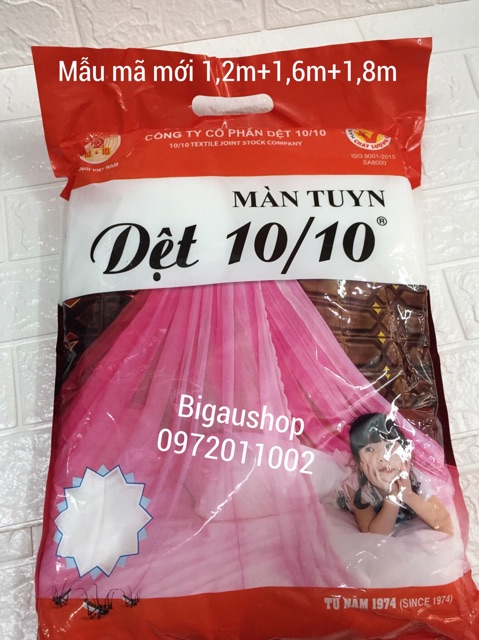 Mẫu mã mới 1,2m+1,6m+1,8m
CÔNG TY CỔ PHẦN DỆT 10/10
10/10 TEXTILE JOINT STOCK COMPANY
ISO 9001-2015
SA8000
MÀN TUYN
Dệt 10/10®
Bigaushop
0972011002
TỪ NĂM 1974 (SINCE 1974)